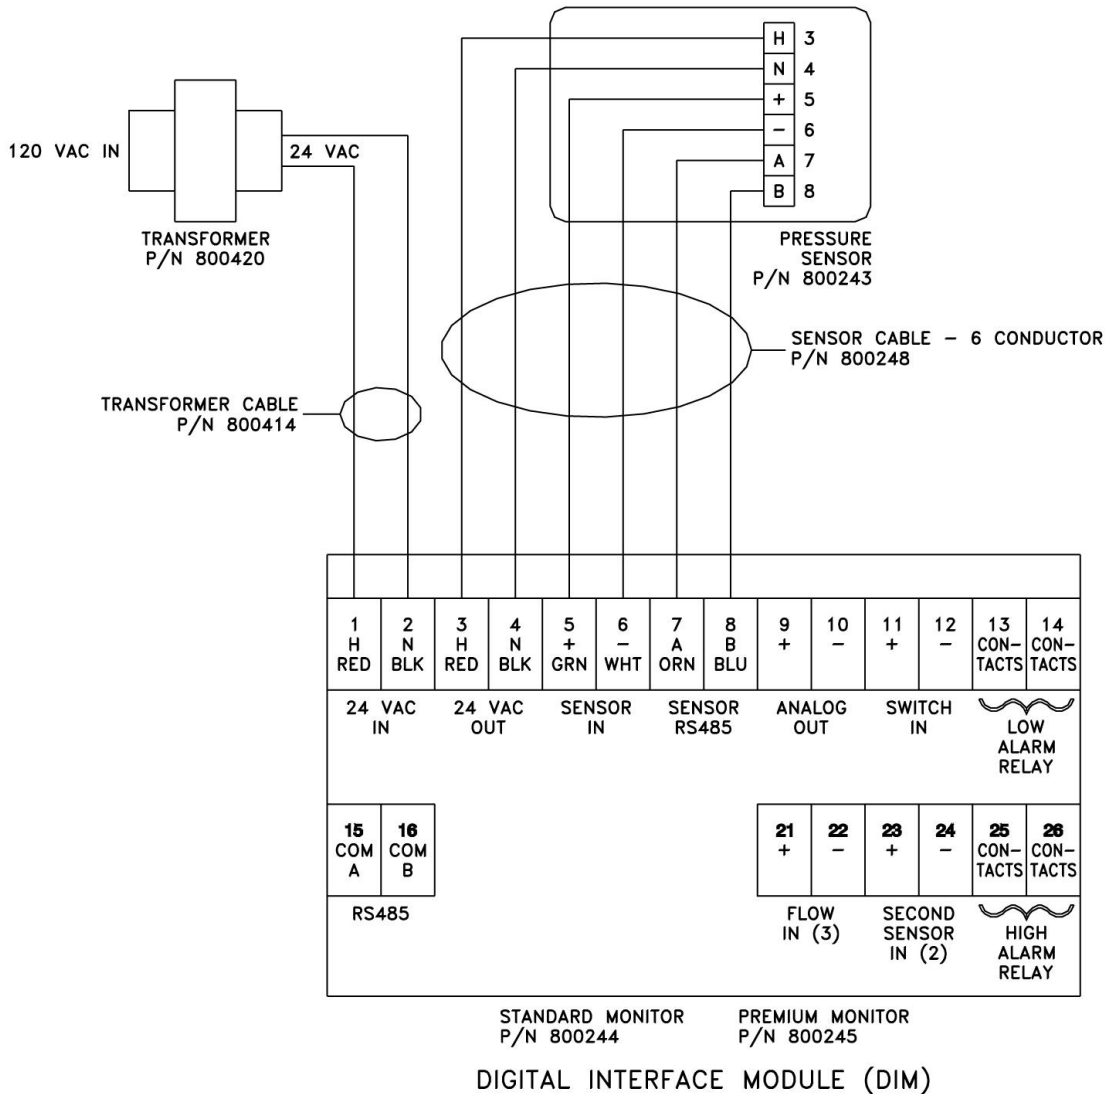 H 3
N 4
+ 5
− 6
A 7
B 8
120 VAC IN
24 VAC
TRANSFORMER
P/N 800420
PRESSURE
SENSOR
P/N 800243
SENSOR CABLE − 6 CONDUCTOR
P/N 800248
TRANSFORMER CABLE
P/N 800414
1 2 3 4 5 6 7 8 9 10 11 12 13 14
H N H N + − A B + − + − CON− CON−
RED BLK RED BLK GRN WHT ORN BLU TACTS TACTS
24 VAC
IN
24 VAC
OUT
SENSOR
IN
SENSOR
RS485
ANALOG
OUT
SWITCH
IN
LOW
ALARM
RELAY
15 16 21 22 23 24 25 26
COM COM + − + − CON− CON−
A B TACTS TACTS
RS485
FLOW
IN (3)
SECOND
SENSOR
IN (2)
HIGH
ALARM
RELAY
STANDARD MONITOR
P/N 800244
PREMIUM MONITOR
P/N 800245
DIGITAL INTERFACE MODULE (DIM)